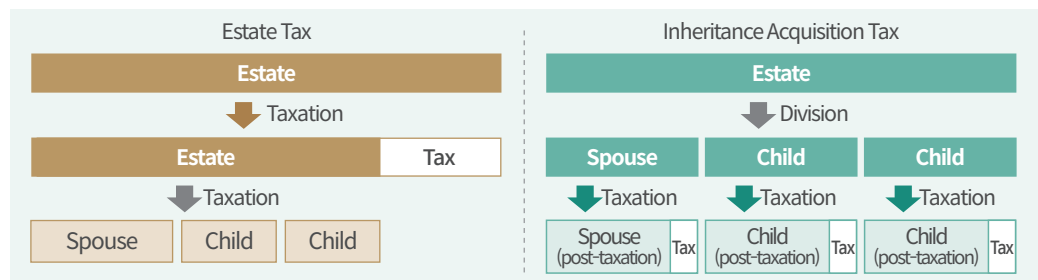 Estate Tax
Estate
Taxation
Estate
Tax
Taxation
Spouse
Child
Child
Inheritance Acquisition Tax
Estate
Division
Spouse
Child
Child
Taxation
Taxation
Taxation
Spouse
(post-taxation)
Tax
Child
(post-taxation)
Tax
Child
(post-taxation)
Tax